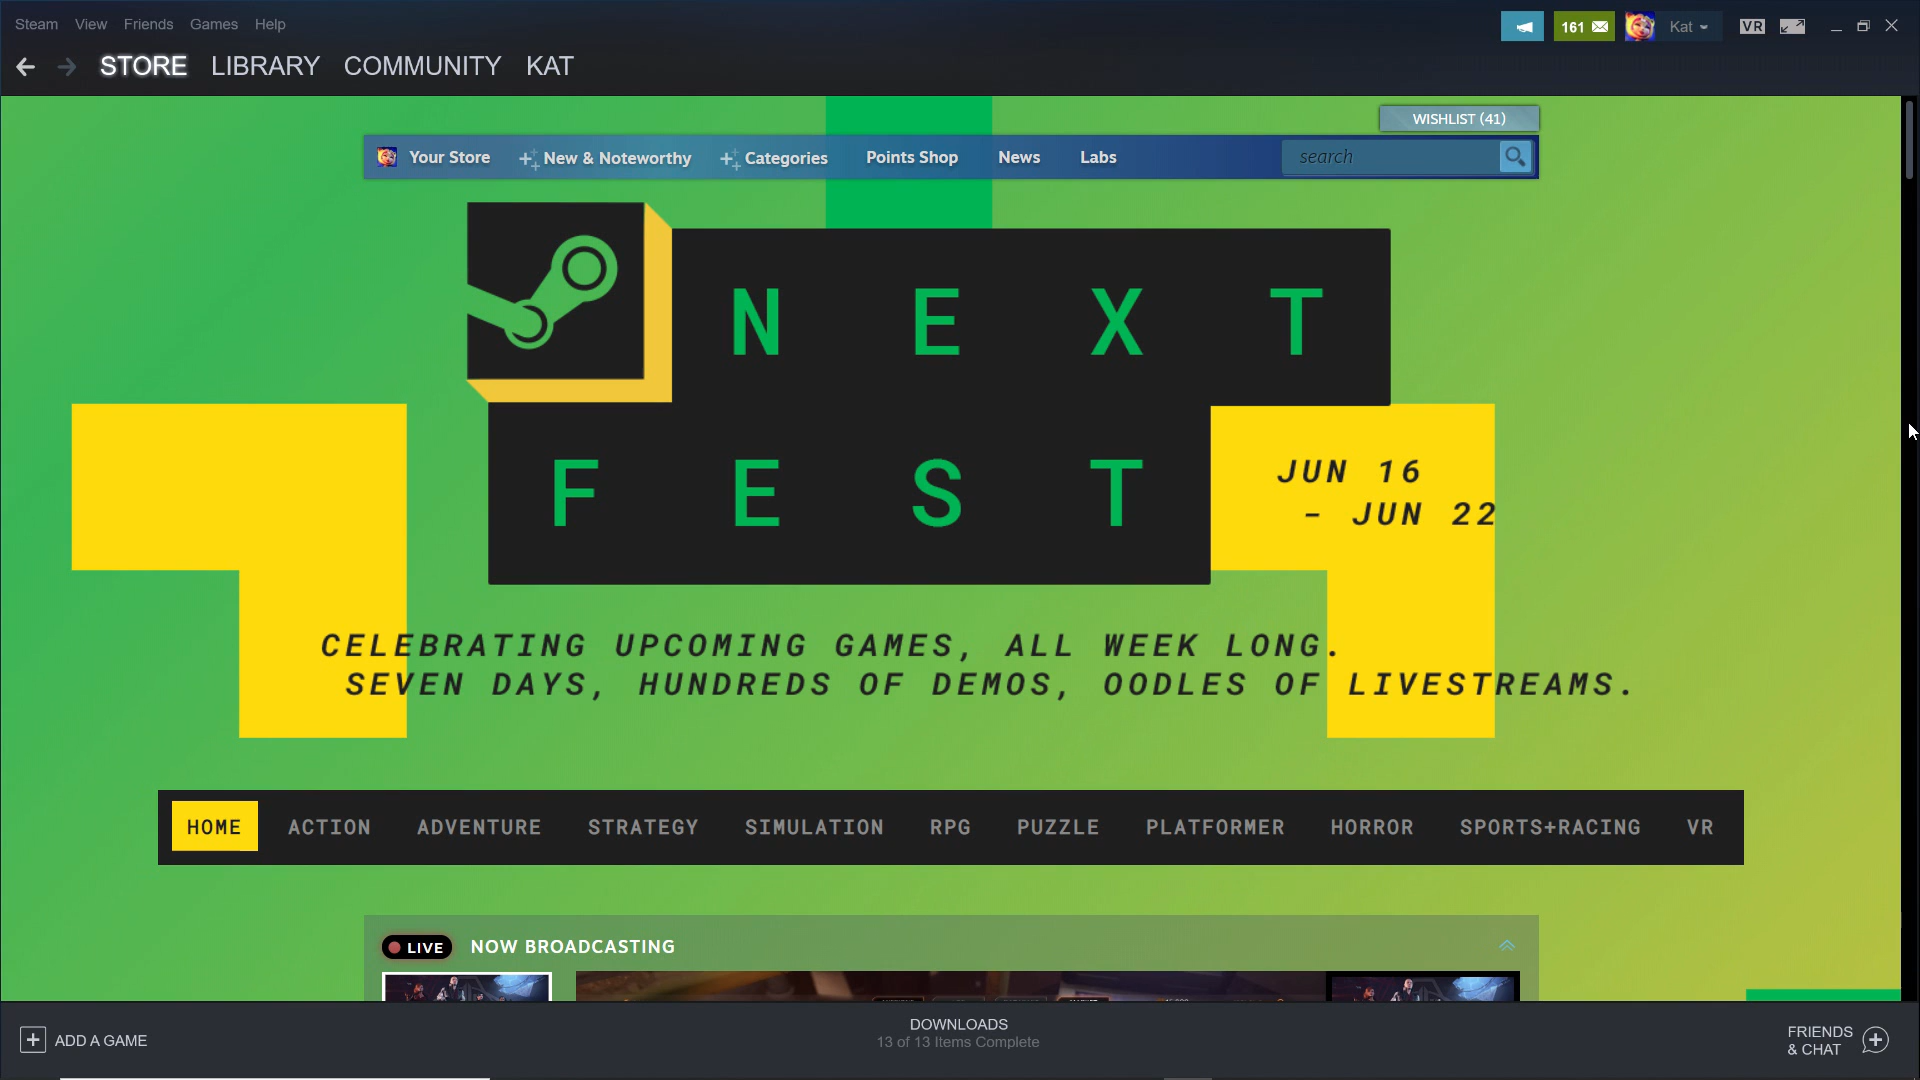 Steam View Friends Games Help
161
Kat
VR
STORE LIBRARY COMMUNITY KAT
WISHLIST (41)
Your Store New & Noteworthy Categories Points Shop News Labs
search
NEXT
FEST
JUN 16
- JUN 22
CELEBRATING UPCOMING GAMES, ALL WEEK LONG.
SEVEN DAYS, HUNDREDS OF DEMOS, OODLES OF LIVESTREAMS.
HOME ACTION ADVENTURE STRATEGY SIMULATION RPG PUZZLE PLATFORMER HORROR SPORTS+RACING VR
LIVE NOW BROADCASTING
ADD A GAME
DOWNLOADS
13 of 13 Items Complete
FRIENDS
& CHAT